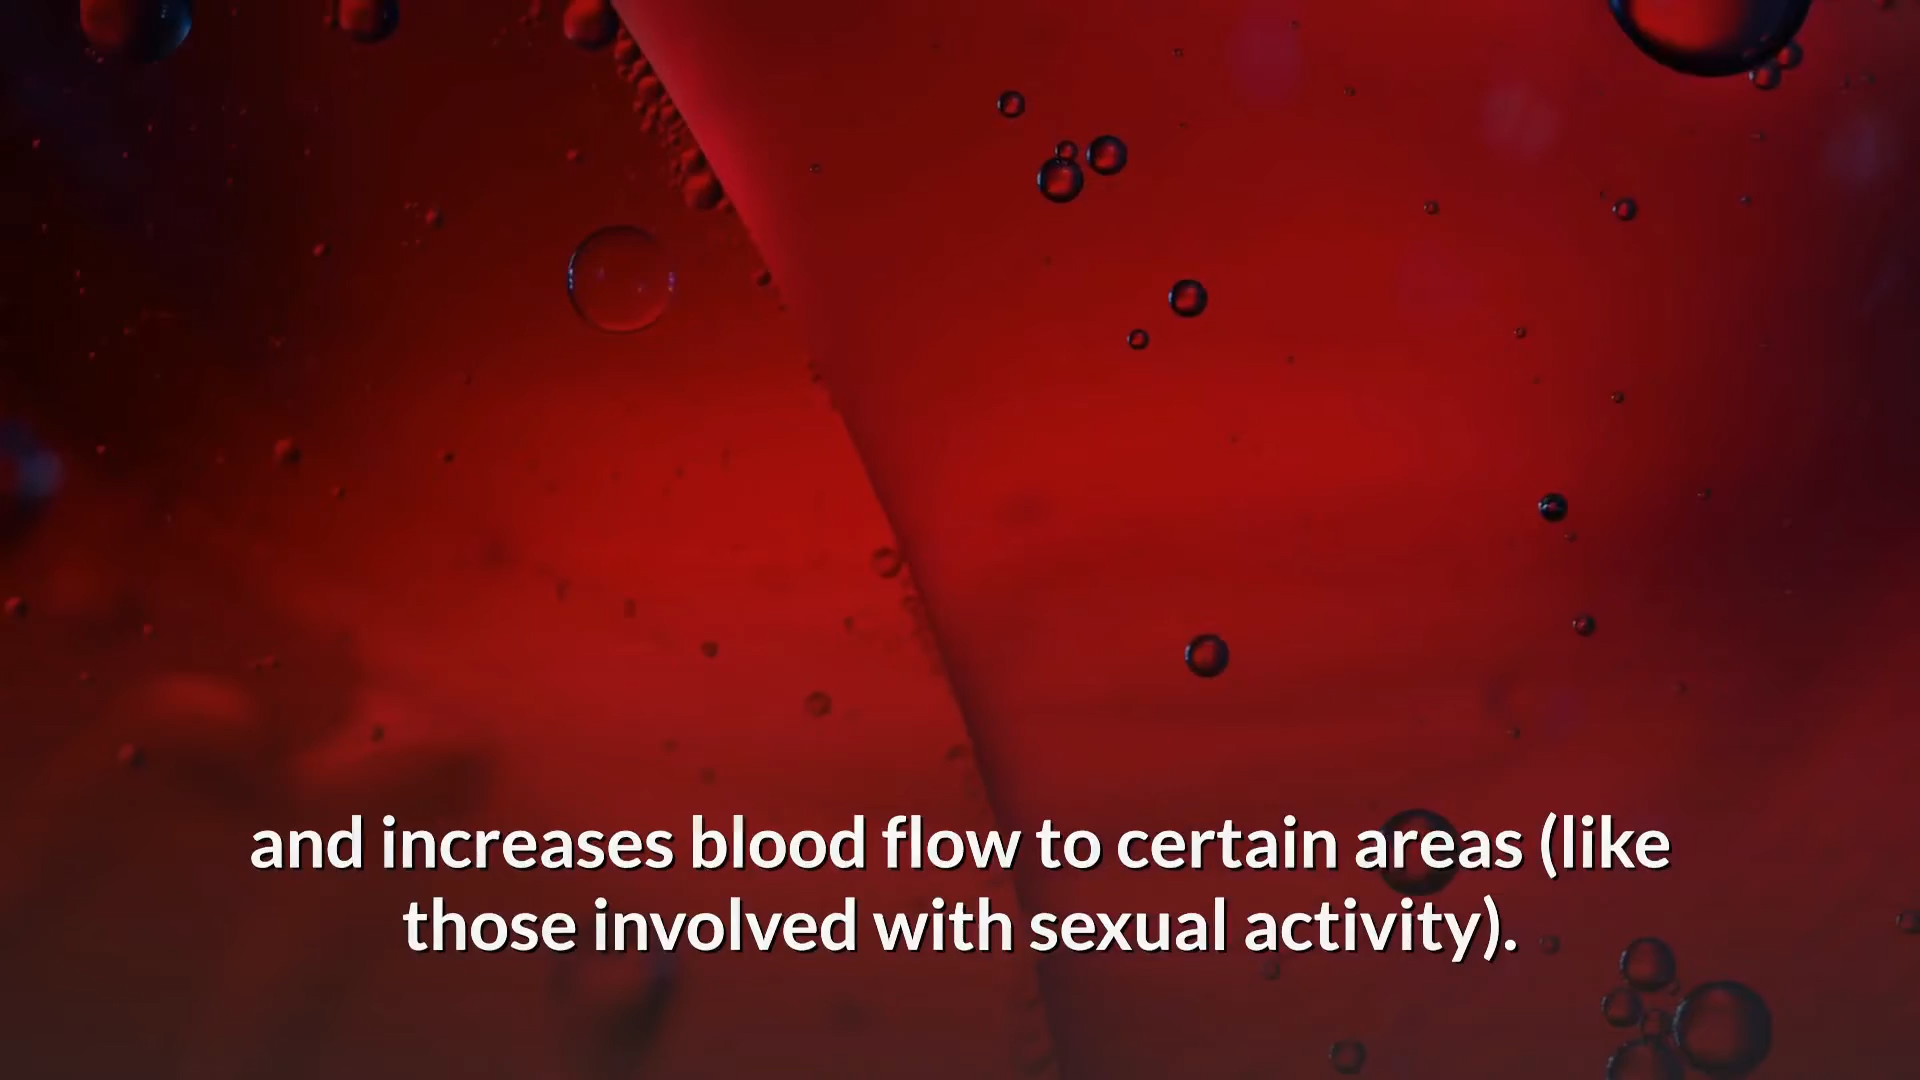 and increases blood flow to certain areas (like
those involved with sexual activity).